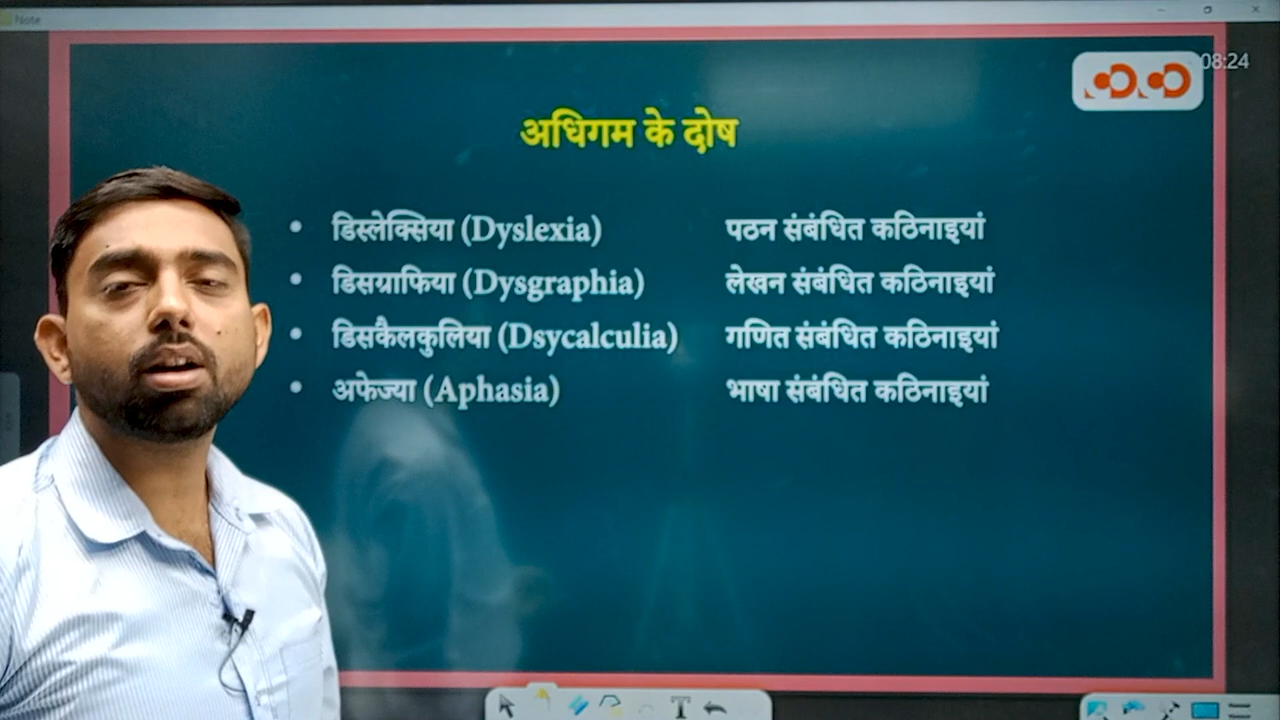 Note
08:24
अधिगम के दोष
• डिस्लेक्सिया (Dyslexia) पठन संबंधित कठिनाइयां
• डिसग्राफिया (Dysgraphia) लेखन संबंधित कठिनाइयां
• डिसकैलकुलिया (Dsycalculia) गणित संबंधित कठिनाइयां
• अफेज्या (Aphasia) भाषा संबंधित कठिनाइयां
T